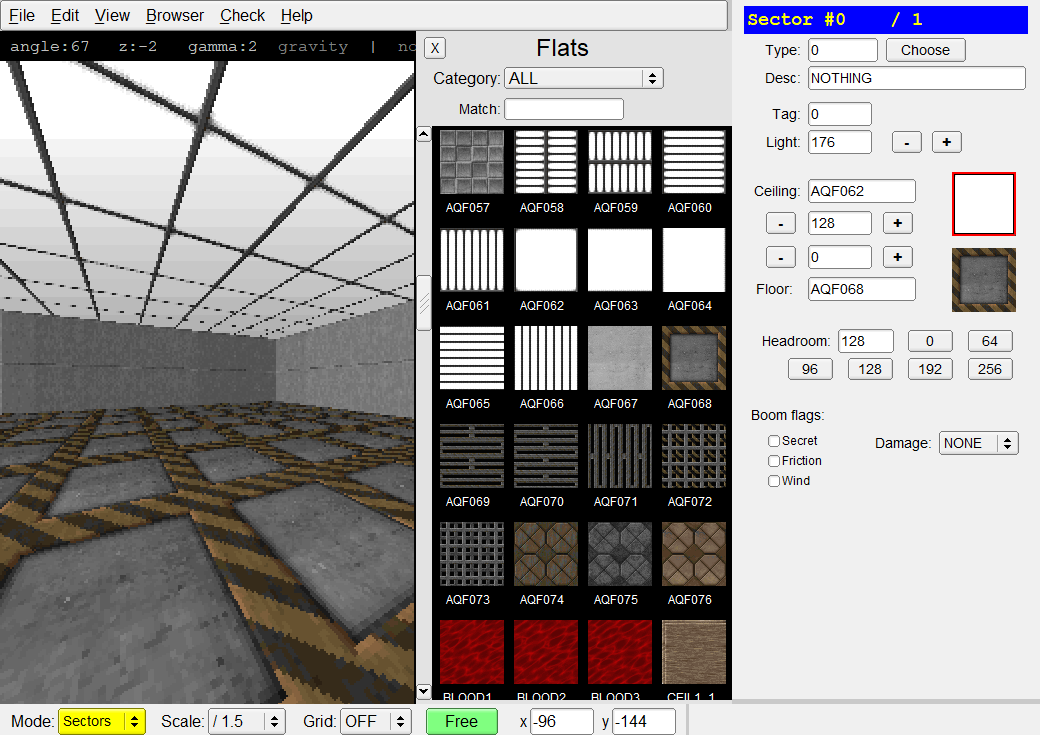 File Edit View Browser Check Help
angle:67 z:-2 gamma:2 gravity | no
X Flats
Category: ALL
Match:
AQF057 AQF058 AQF059 AQF060
AQF061 AQF062 AQF063 AQF064
AQF065 AQF066 AQF067 AQF068
AQF069 AQF070 AQF071 AQF072
AQF073 AQF074 AQF075 AQF076
BLOOD1 BLOOD2 BLOOD3 CEIL1_1
Sector #0 / 1
Type: 0 Choose
Desc: NOTHING
Tag: 0
Light: 176 - +
Ceiling: AQF062
- 128 +
- 0 +
Floor: AQF068
Headroom: 128 0 64
96 128 192 256
Boom flags:
Secret
Damage: NONE
Friction
Wind
Mode: Sectors Scale: / 1.5 Grid: OFF Free x -96 y -144